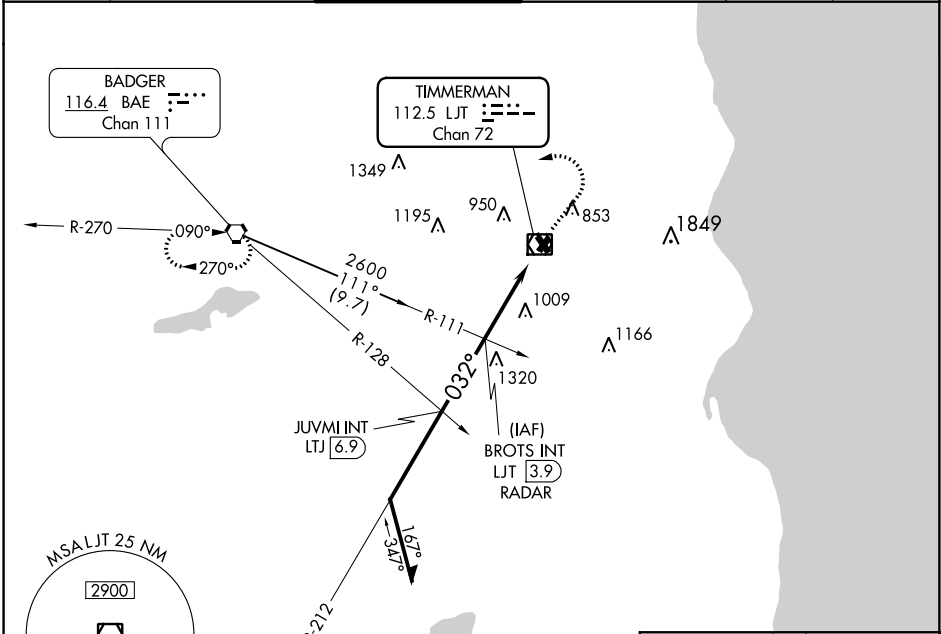 BADGER
116.4 BAE
Chan 111
TIMMERMAN
112.5 LJT
Chan 72
1349
1195
950
853
1849
R-270
090°
270°
2600
111°
(9.7)
R-111
1009
1166
R-128
032°
1320
JUVMI INT
LTJ 6.9
(IAF)
BROTS INT
LJT 3.9
RADAR
167°
347°
MSA LJT 25 NM
2900
-212